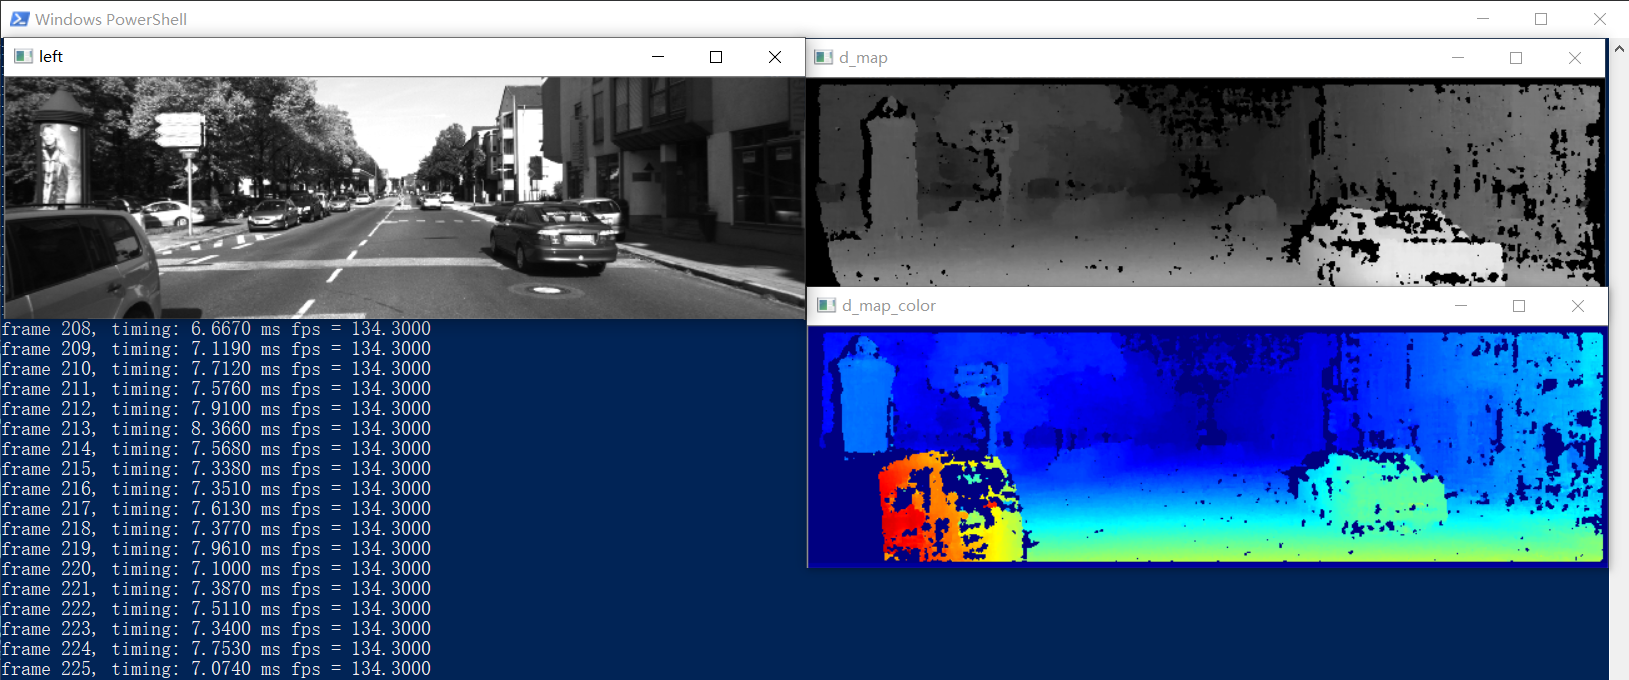 Windows PowerShell
left
d_map
d_map_color
frame 208, timing: 6.6670 ms fps = 134.3000
frame 209, timing: 7.1190 ms fps = 134.3000
frame 210, timing: 7.7120 ms fps = 134.3000
frame 211, timing: 7.5760 ms fps = 134.3000
frame 212, timing: 7.9100 ms fps = 134.3000
frame 213, timing: 8.3660 ms fps = 134.3000
frame 214, timing: 7.5680 ms fps = 134.3000
frame 215, timing: 7.3380 ms fps = 134.3000
frame 216, timing: 7.3510 ms fps = 134.3000
frame 217, timing: 7.6130 ms fps = 134.3000
frame 218, timing: 7.3770 ms fps = 134.3000
frame 219, timing: 7.9610 ms fps = 134.3000
frame 220, timing: 7.1000 ms fps = 134.3000
frame 221, timing: 7.3870 ms fps = 134.3000
frame 222, timing: 7.5110 ms fps = 134.3000
frame 223, timing: 7.3400 ms fps = 134.3000
frame 224, timing: 7.7530 ms fps = 134.3000
frame 225, timing: 7.0740 ms fps = 134.3000